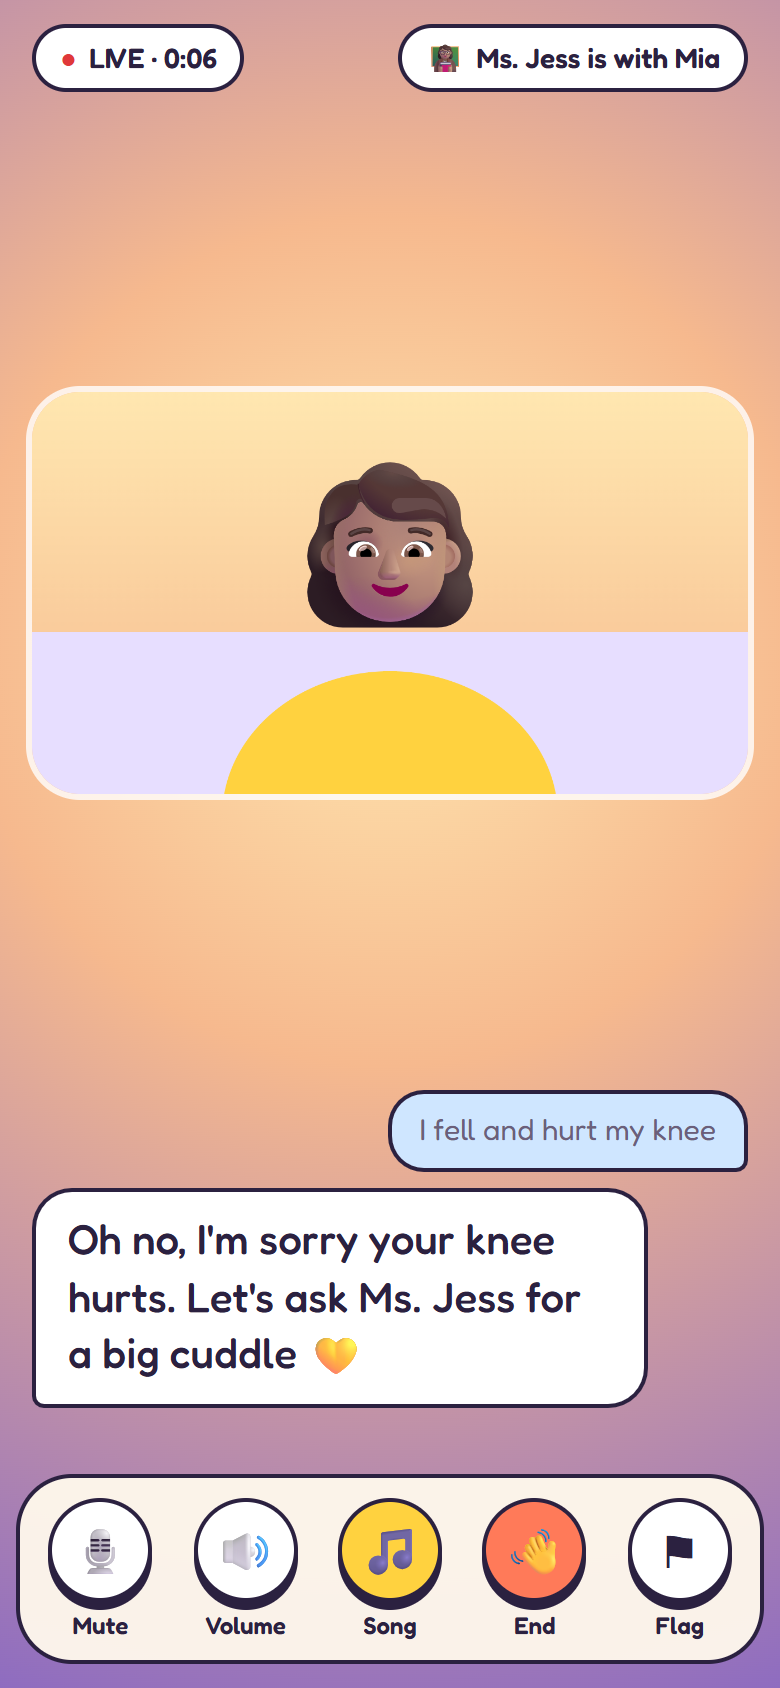 LIVE · 0:06
Ms. Jess is with Mia
I fell and hurt my knee
Oh no, I'm sorry your knee
hurts. Let's ask Ms. Jess for
a big cuddle 💛
Mute
Volume
Song
End
Flag